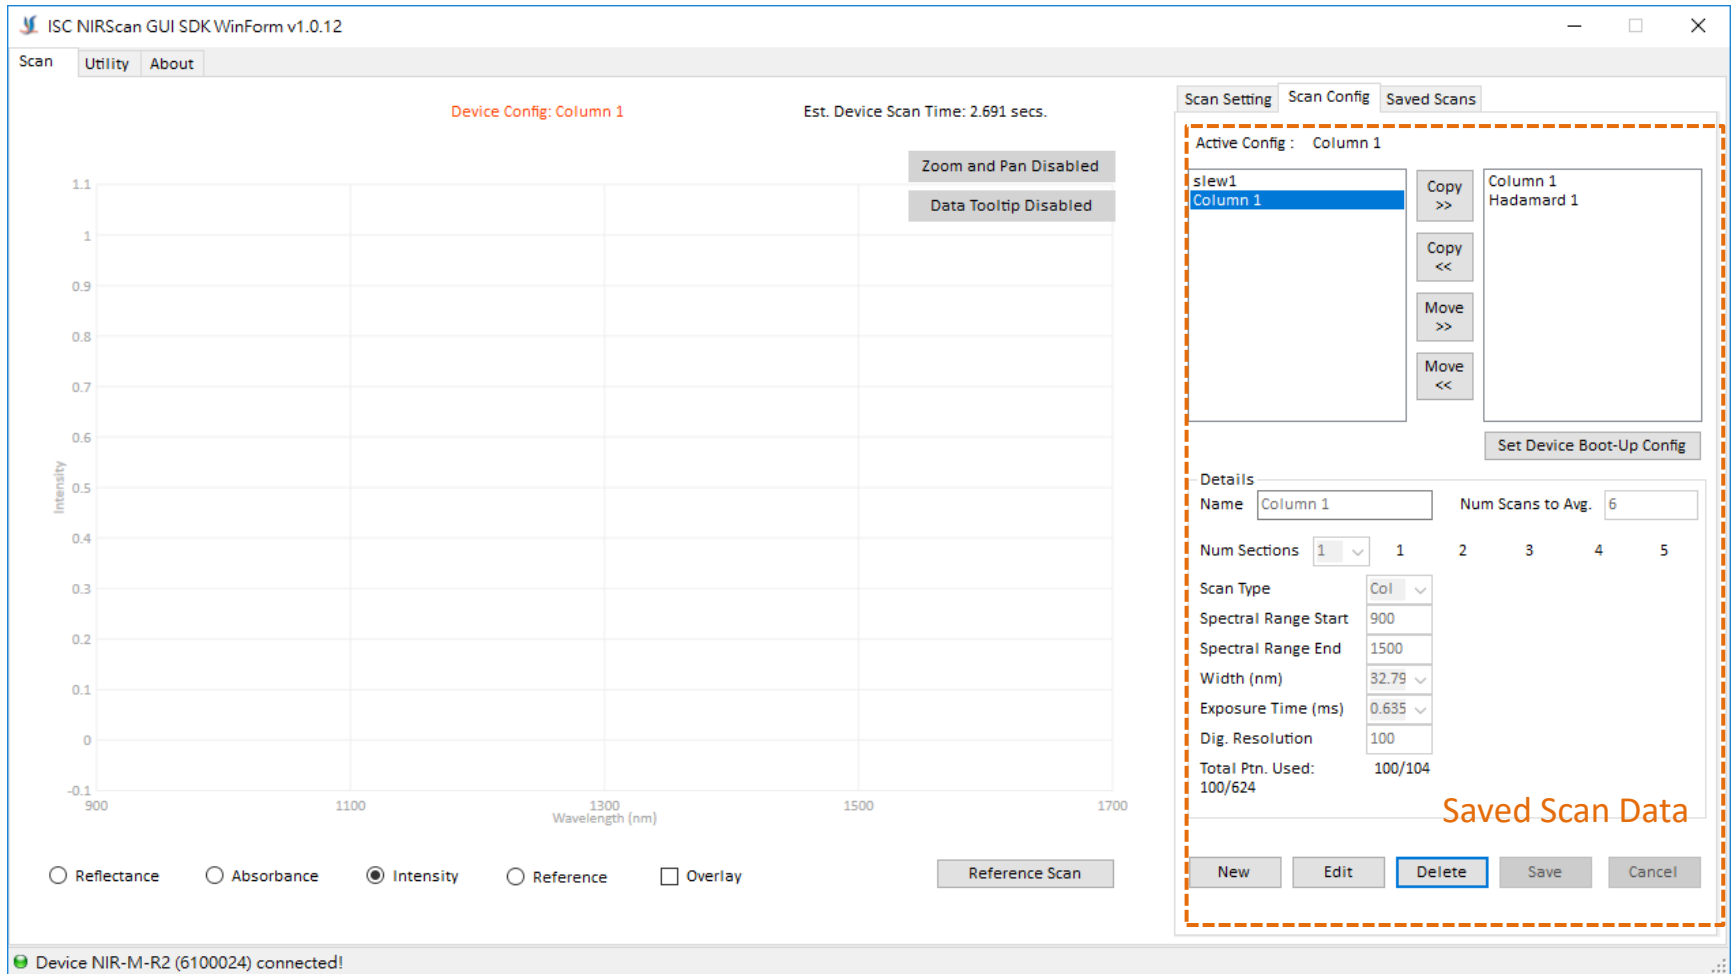 ISC NIRScan GUI SDK WinForm v1.0.12
Scan
Utility
About
Device Config: Column 1
Est. Device Scan Time: 2.691 secs.
Zoom and Pan Disabled
Data Tooltip Disabled
1.1
1
0.9
0.8
0.7
0.6
0.5
0.4
0.3
0.2
0.1
0
-0.1
Intensity
900
1100
1300
1500
1700
Wavelength (nm)
Reflectance
Absorbance
Intensity
Reference
Overlay
Reference Scan
Scan Setting
Scan Config
Saved Scans
Active Config : Column 1
slew1
Column 1
Copy
>>
Copy
<<
Move
>>
Move
<<
Column 1
Hadamard 1
Set Device Boot-Up Config
Details
Name Column 1
Num Scans to Avg. 6
Num Sections 1 1 2 3 4 5
Scan Type Col
Spectral Range Start 900
Spectral Range End 1500
Width (nm) 32.79
Exposure Time (ms) 0.635
Dig. Resolution 100
Total Ptn. Used: 100/104
100/624
Saved Scan Data
New
Edit
Delete
Save
Cancel
Device NIR-M-R2 (6100024) connected!